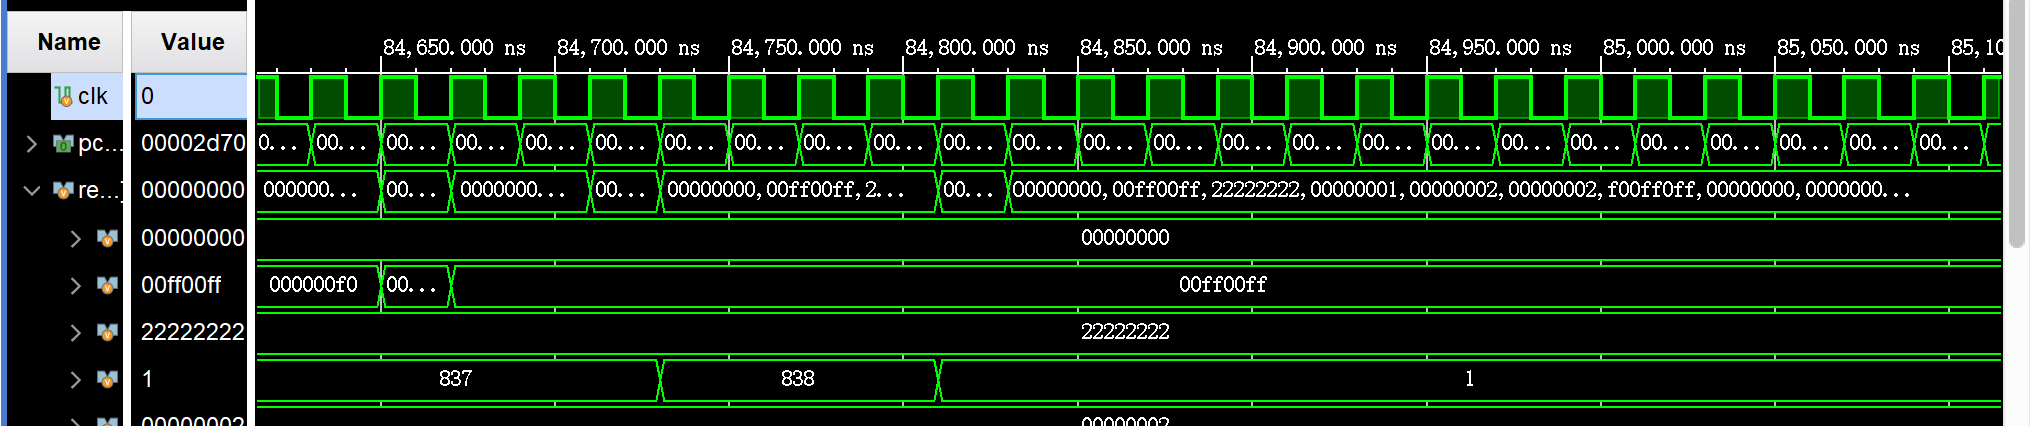 Name Value 84,650.000 ns 84,700.000 ns 84,750.000 ns 84,800.000 ns 84,850.000 ns 84,900.000 ns 84,950.000 ns 85,000.000 ns 85,050.000 ns 85,10
clk 0
pc... 00002d70 0... 00... 00... 00... 00... 00... 00... 00... 00... 00... 00... 00... 00... 00... 00... 00... 00... 00... 00... 00... 00... 00... 00... 00... 00...
re... 00000000 000000... 00... 0000000... 00... 00000000,00ff00ff,2... 00... 00000000,00ff00ff,22222222,00000001,00000002,00000002,f00ff0ff,00000000,0000000...
00000000 00000000
00ff00ff 000000f0 00... 00ff00ff
22222222 22222222
1 837 838 1
00000002 00000002